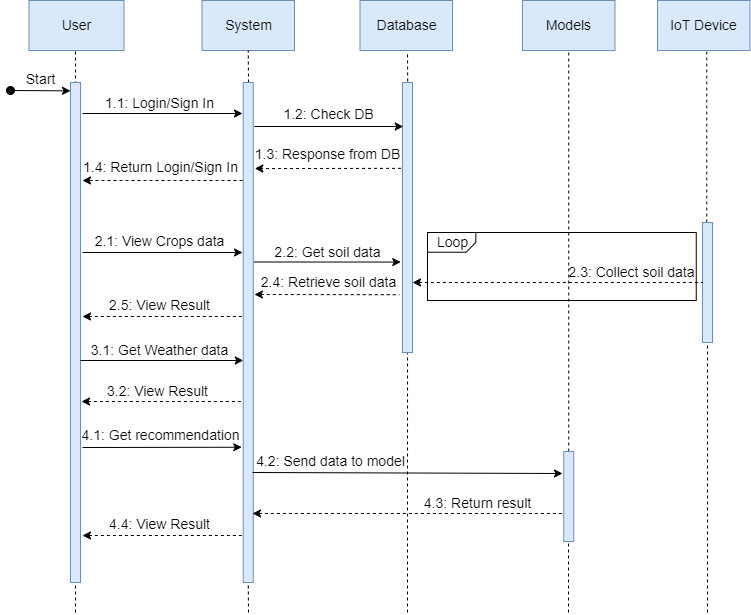 User
System
Database
Models
IoT Device
Start
1.1: Login/Sign In
1.2: Check DB
1.3: Response from DB
1.4: Return Login/Sign In
2.1: View Crops data
Loop
2.2: Get soil data
2.3: Collect soil data
2.4: Retrieve soil data
2.5: View Result
3.1: Get Weather data
3.2: View Result
4.1: Get recommendation
4.2: Send data to model
4.3: Return result
4.4: View Result